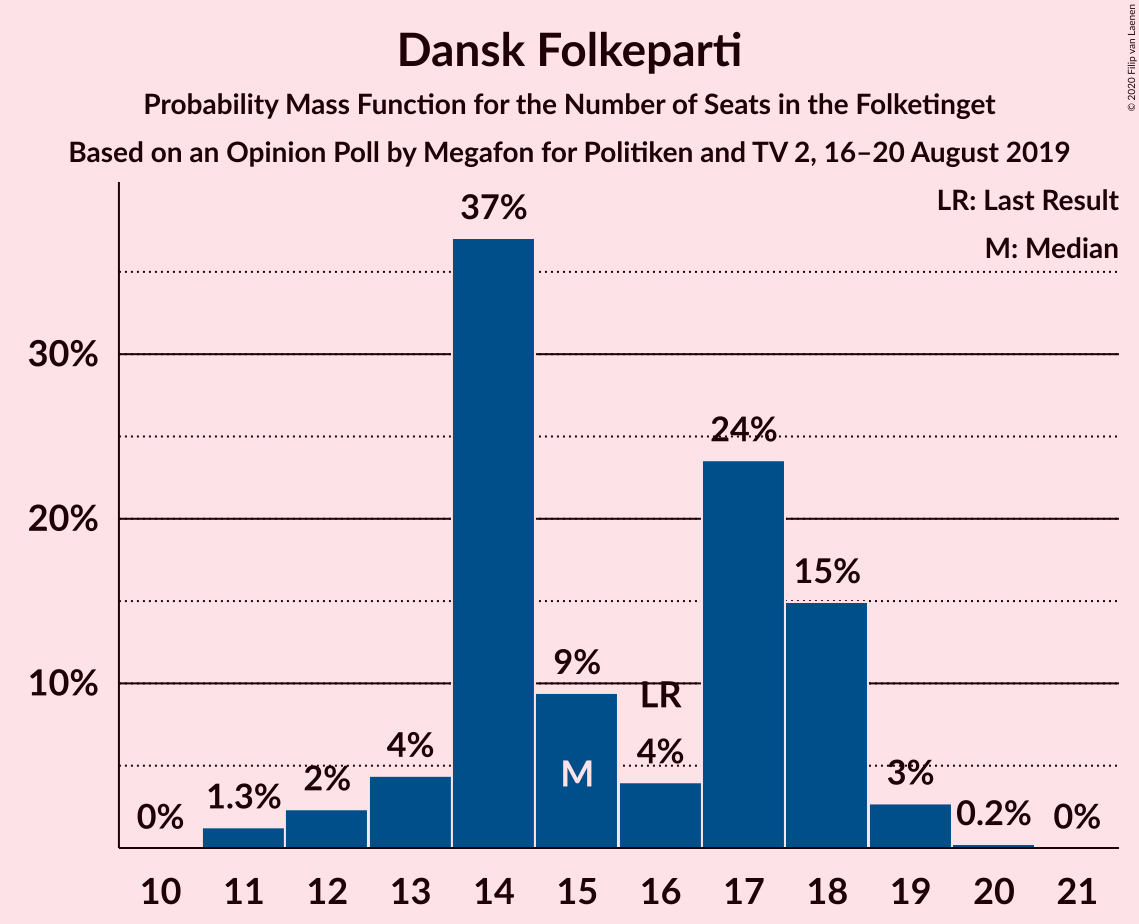 Dansk Folkeparti
Probability Mass Function for the Number of Seats in the Folketinget
Based on an Opinion Poll by Megafon for Politiken and TV 2, 16–20 August 2019
© 2020 Filip van Laenen
LR: Last Result
M: Median
37%
30%
24%
20%
15%
9%
10%
LR
4%
4%
M
3%
2%
1.3%
0%
0.2%
0%
10 11 12 13 14 15 16 17 18 19 20 21